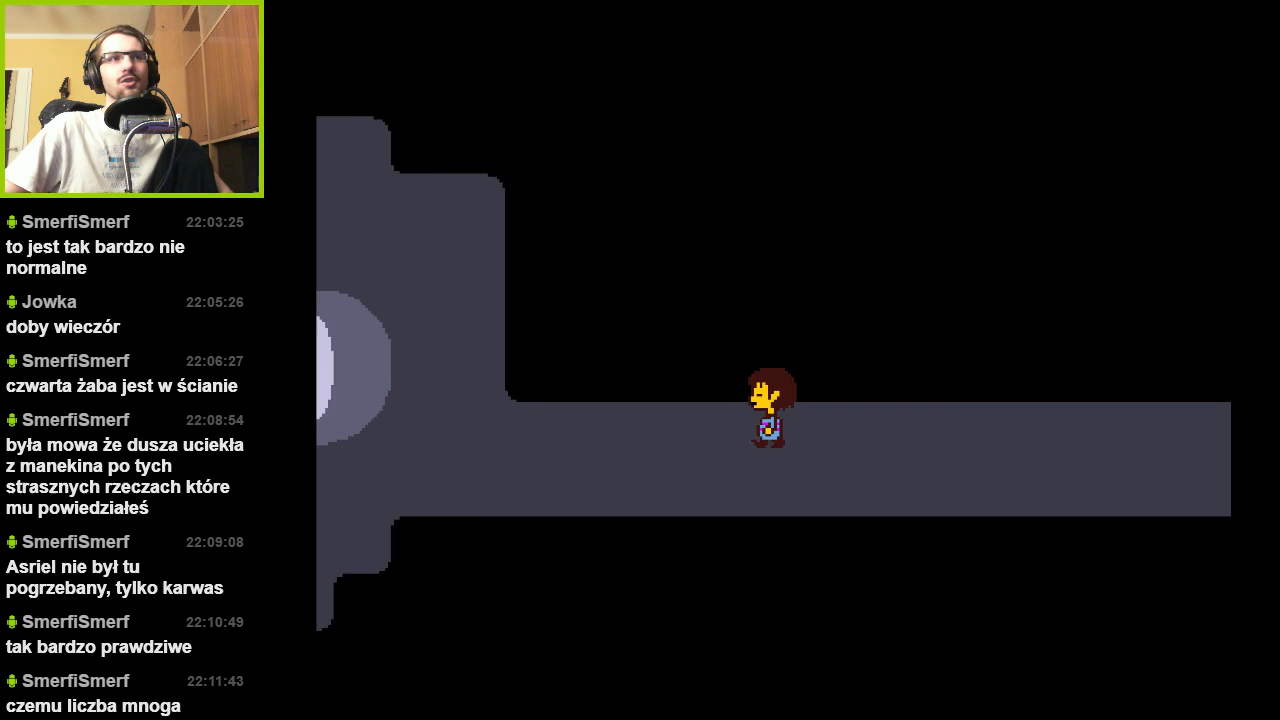 SmerfiSmerf 22:03:25
to jest tak bardzo nie
normalne
Jowka 22:05:26
doby wieczór
SmerfiSmerf 22:06:27
czwarta żaba jest w ścianie
SmerfiSmerf 22:08:54
była mowa że dusza uciekła
z manekina po tych
strasznych rzeczach które
mu powiedziałeś
SmerfiSmerf 22:09:08
Asriel nie był tu
pogrzebany, tylko karwas
SmerfiSmerf 22:10:49
tak bardzo prawdziwe
SmerfiSmerf 22:11:43
czemu liczba mnoga